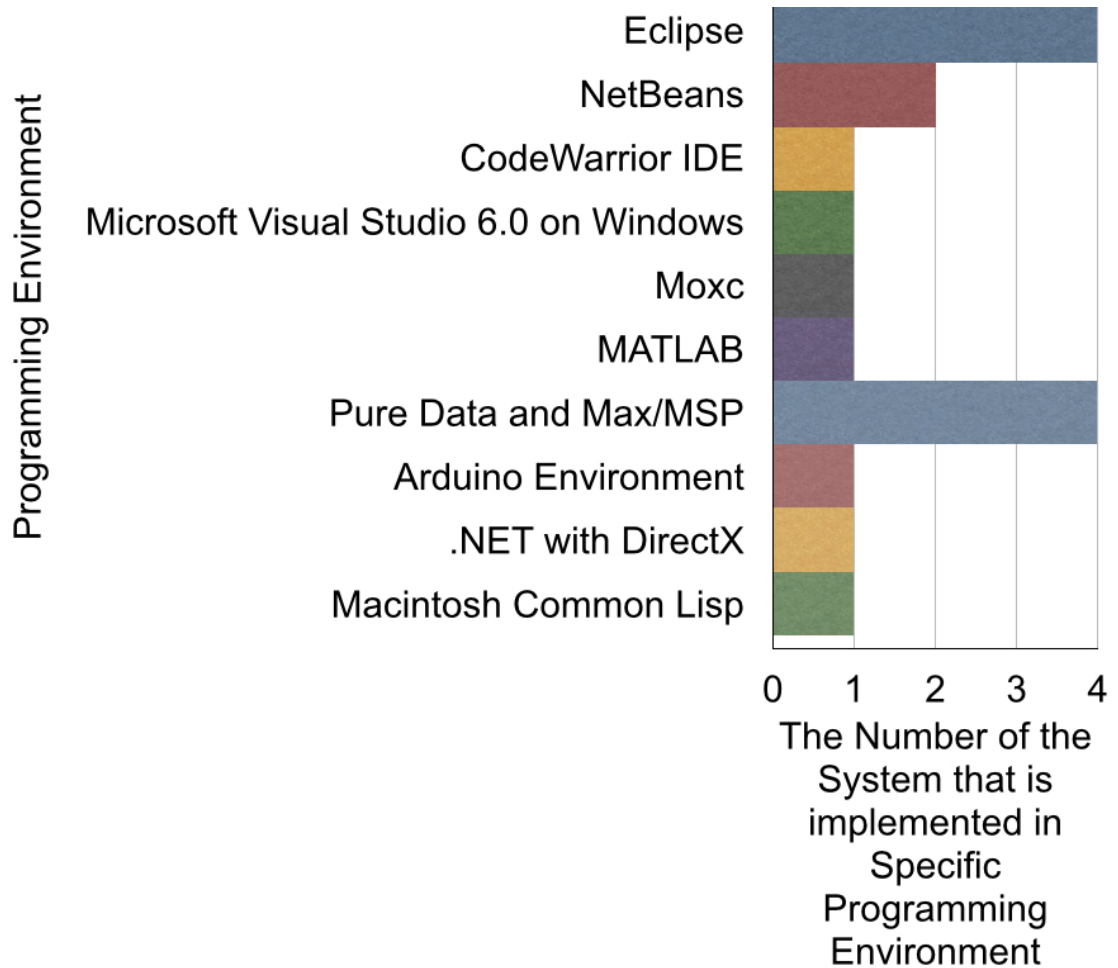 Programming Environment
Eclipse
NetBeans
CodeWarrior IDE
Microsoft Visual Studio 6.0 on Windows
Moxc
MATLAB
Pure Data and Max/MSP
Arduino Environment
.NET with DirectX
Macintosh Common Lisp
0 1 2 3 4
The Number of the
System that is
implemented in
Specific
Programming
Environment